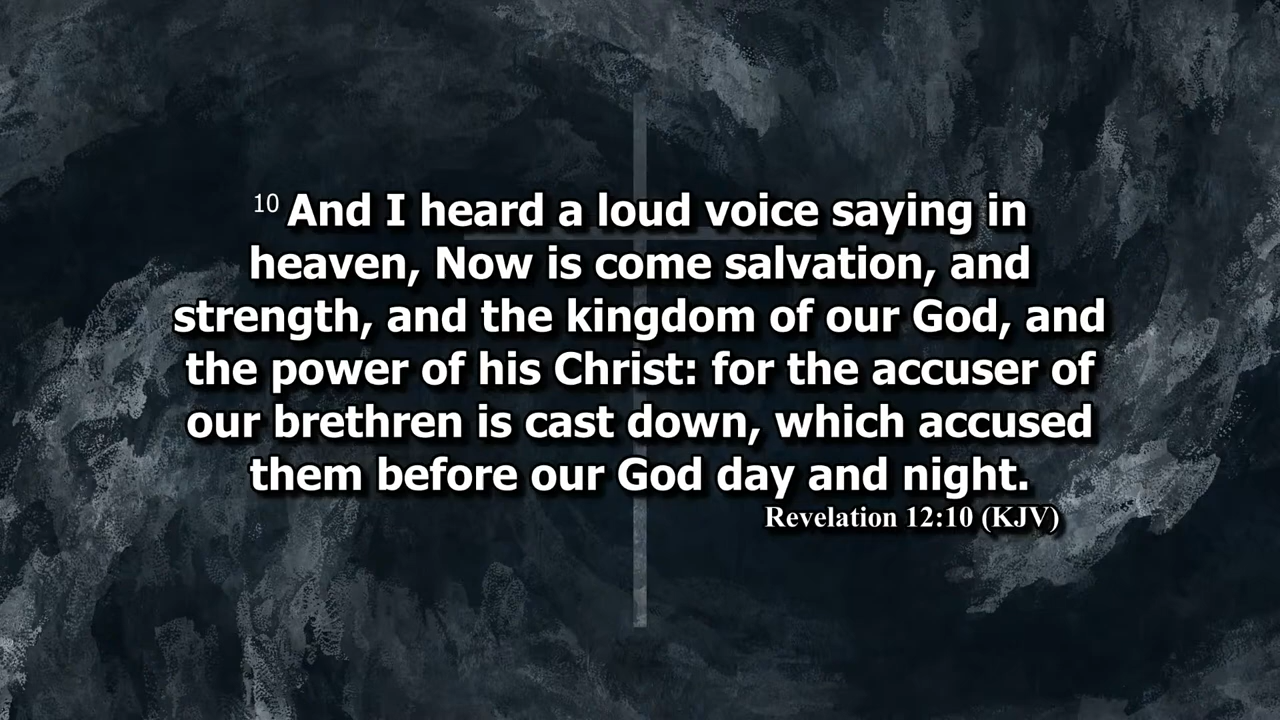 10 And I heard a loud voice saying in
heaven, Now is come salvation, and
strength, and the kingdom of our God, and
the power of his Christ: for the accuser of
our brethren is cast down, which accused
them before our God day and night.
Revelation 12:10 (KJV)